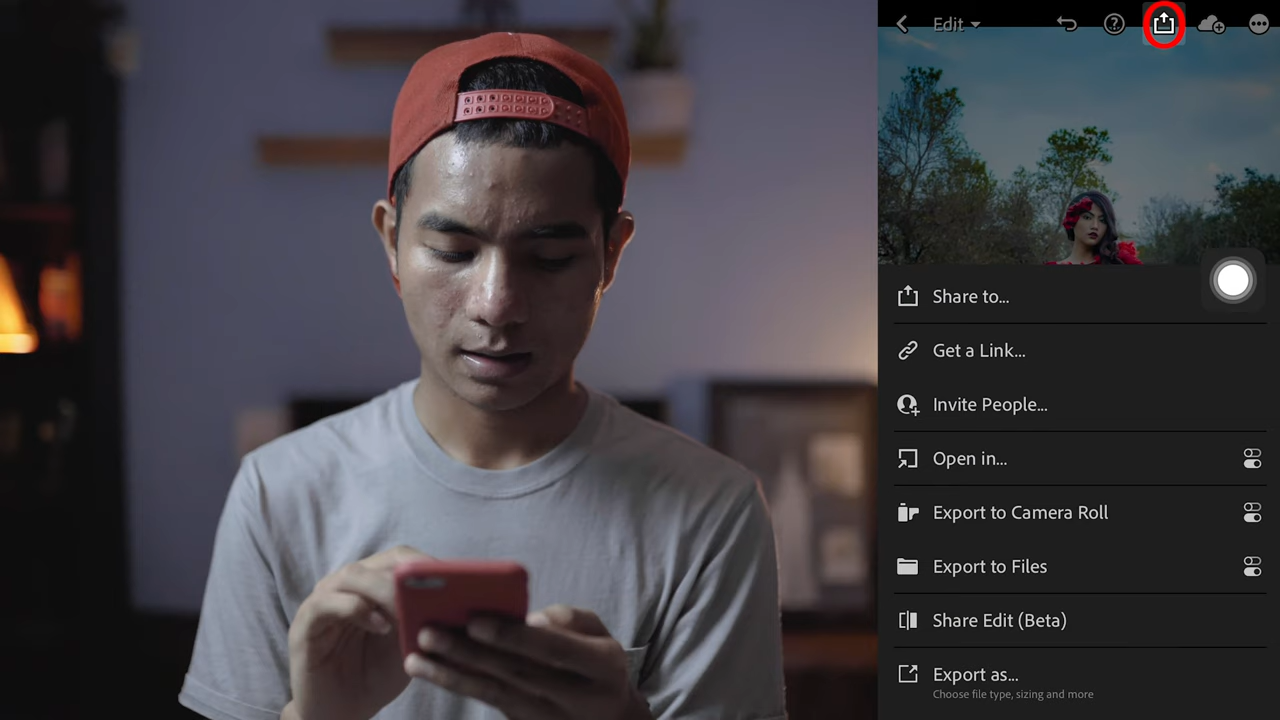 Edit
Share to...
Get a Link...
Invite People...
Open in...
Export to Camera Roll
Export to Files
Share Edit (Beta)
Export as...
Choose file type, sizing and more